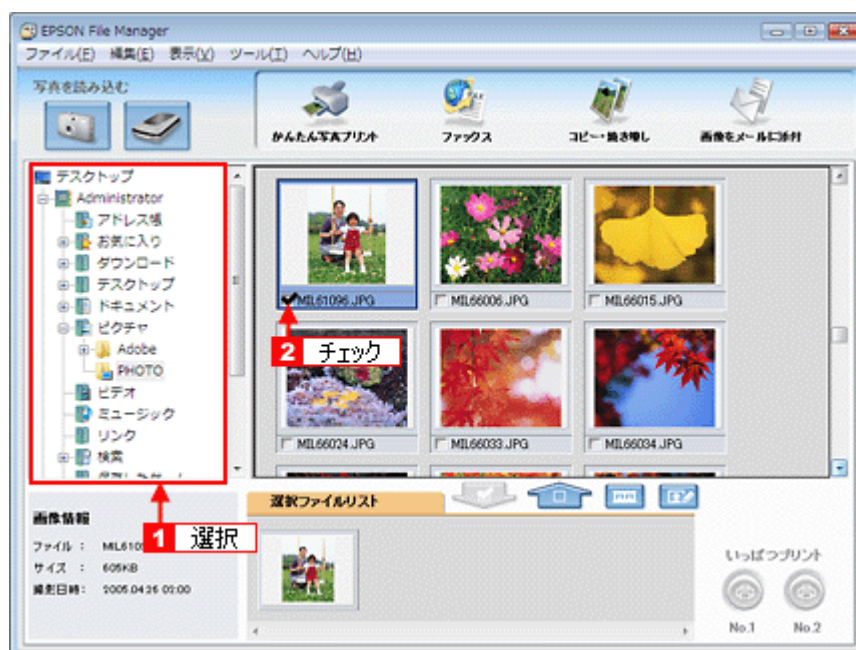 EPSON File Manager
ファイル(F) 編集(E) 表示(V) ツール(T) ヘルプ(H)
写真を読み込む
かんたん写真プリント
ファックス
コピー・焼き増し
画像をメールに添付
デスクトップ
Administrator
アドレス帳
お気に入り
ダウンロード
デスクトップ
ドキュメント
ピクチャ
Adobe
PHOTO
ビデオ
ミュージック
リンク
検索
MIL61096.JPG
MIL66006.JPG
MIL66015.JPG
2 チェック
MIL66024.JPG
MIL66033.JPG
MIL66034.JPG
1 選択
画像情報
ファイル : MIL610
サイズ : 605KB
撮影日時: 2005.04.26 02:00
選択ファイルリスト
いっぱつプリント
No.1 No.2